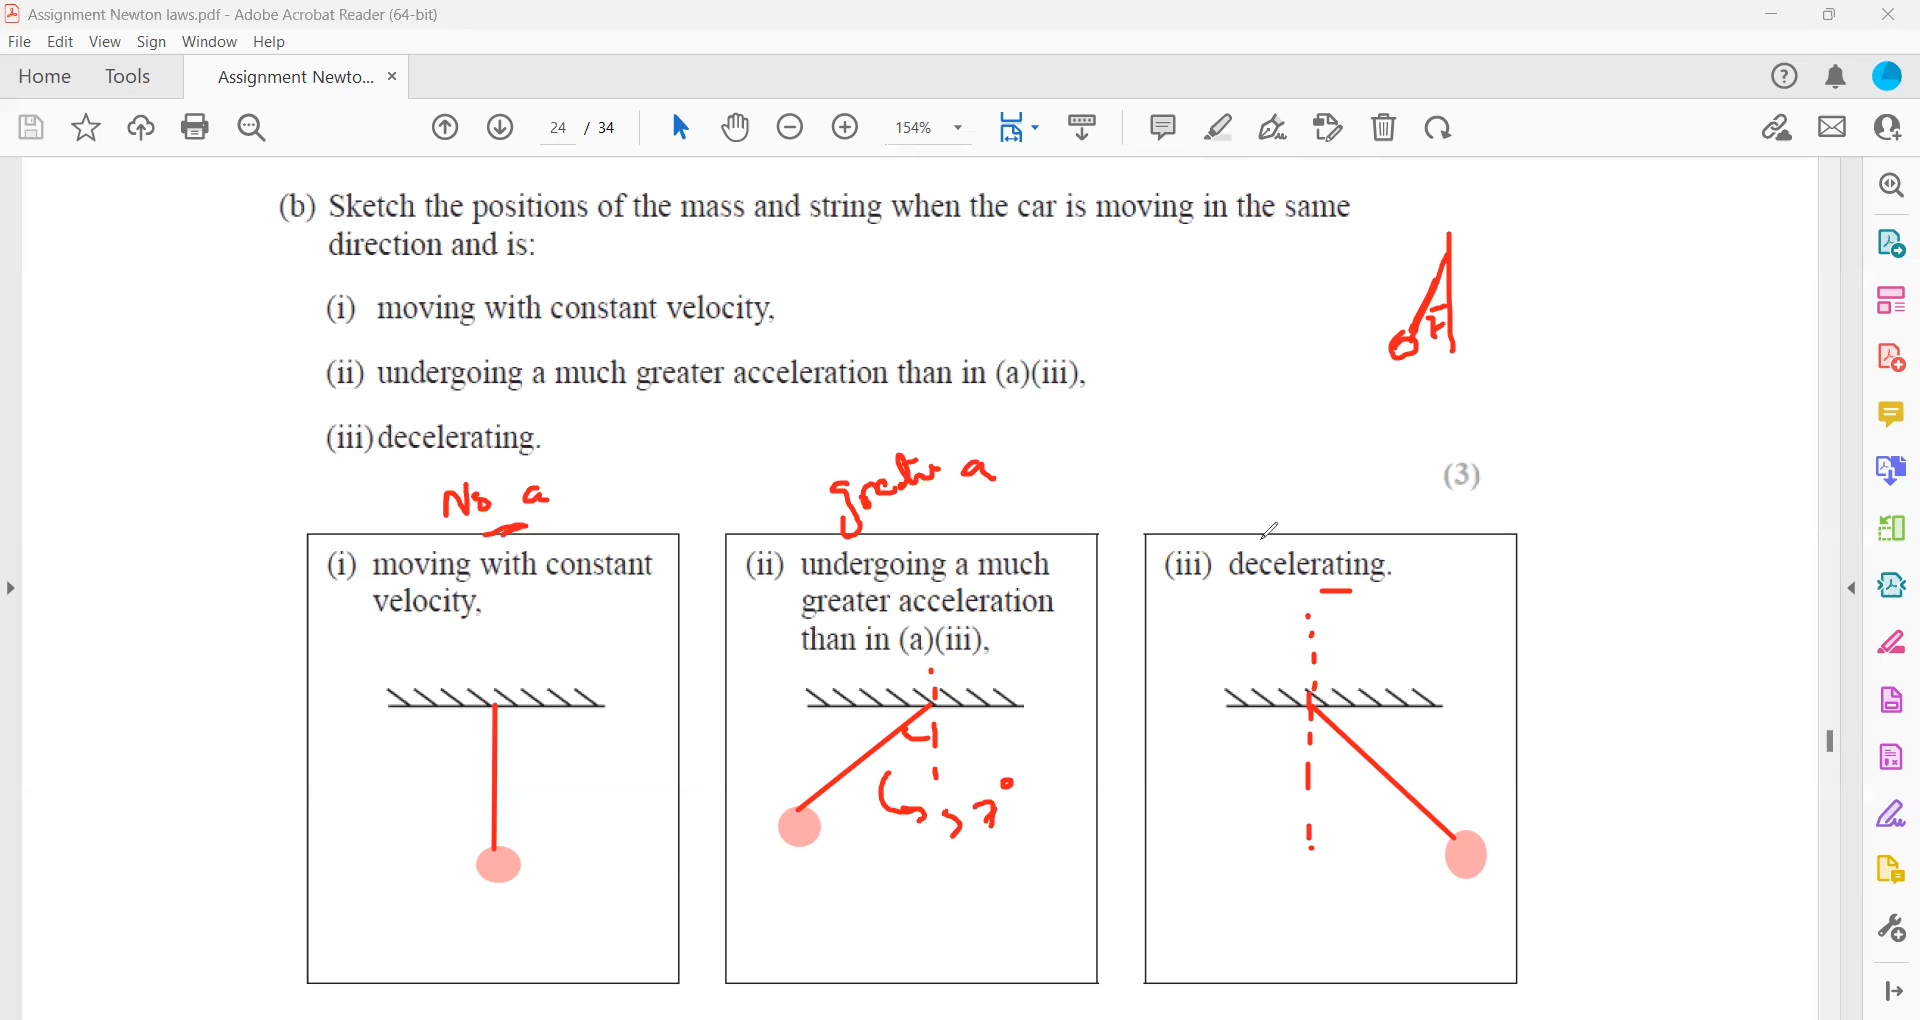 Assignment Newton laws.pdf - Adobe Acrobat Reader (64-bit)
File Edit View Sign Window Help
Home Tools Assignment Newto... ×
24 / 34 154%
(b) Sketch the positions of the mass and string when the car is moving in the same
direction and is:
(i) moving with constant velocity,
(ii) undergoing a much greater acceleration than in (a)(iii),
(iii) decelerating.
(3)
No a
greater a
(i) moving with constant
velocity,
(ii) undergoing a much
greater acceleration
than in (a)(iii),
(iii) decelerating.
> 7°